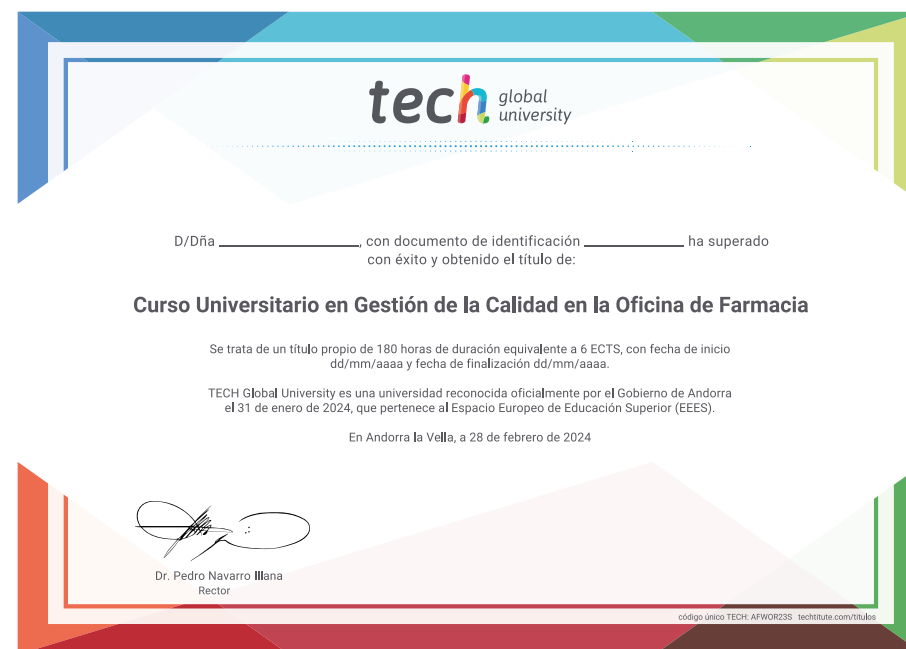 tech global
university
D/Dña ____________________, con documento de identificación ______________ ha superado
con éxito y obtenido el título de:
Curso Universitario en Gestión de la Calidad en la Oficina de Farmacia
Se trata de un título propio de 180 horas de duración equivalente a 6 ECTS, con fecha de inicio
dd/mm/aaaa y fecha de finalización dd/mm/aaaa.
TECH Global University es una universidad reconocida oficialmente por el Gobierno de Andorra
el 31 de enero de 2024, que pertenece al Espacio Europeo de Educación Superior (EEES).
En Andorra la Vella, a 28 de febrero de 2024
Dr. Pedro Navarro Illana
Rector
código único TECH: AFWOR23S techtitute.com/titulos